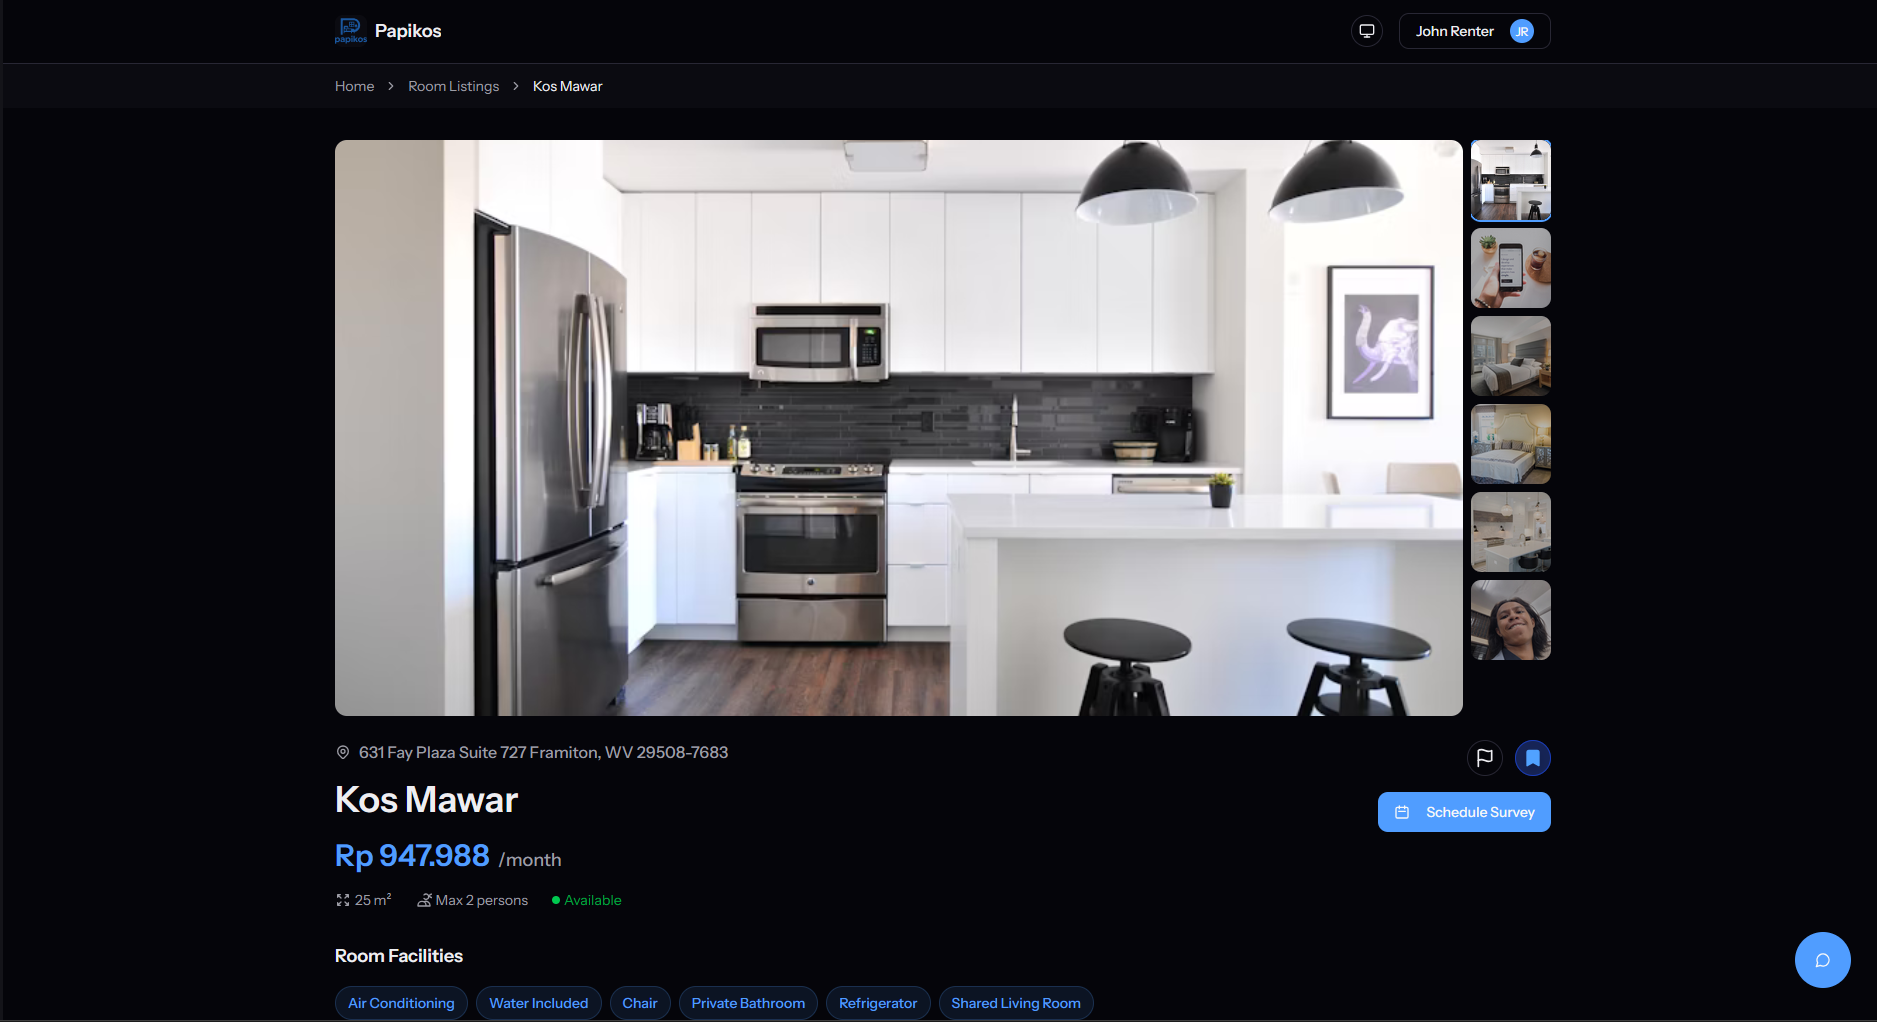 papikos
Papikos
John Renter
JR
Home
Room Listings
Kos Mawar
631 Fay Plaza Suite 727 Framiton, WV 29508-7683
Kos Mawar
Schedule Survey
Rp 947.988 /month
25 m²
Max 2 persons
Available
Room Facilities
Air Conditioning
Water Included
Chair
Private Bathroom
Refrigerator
Shared Living Room